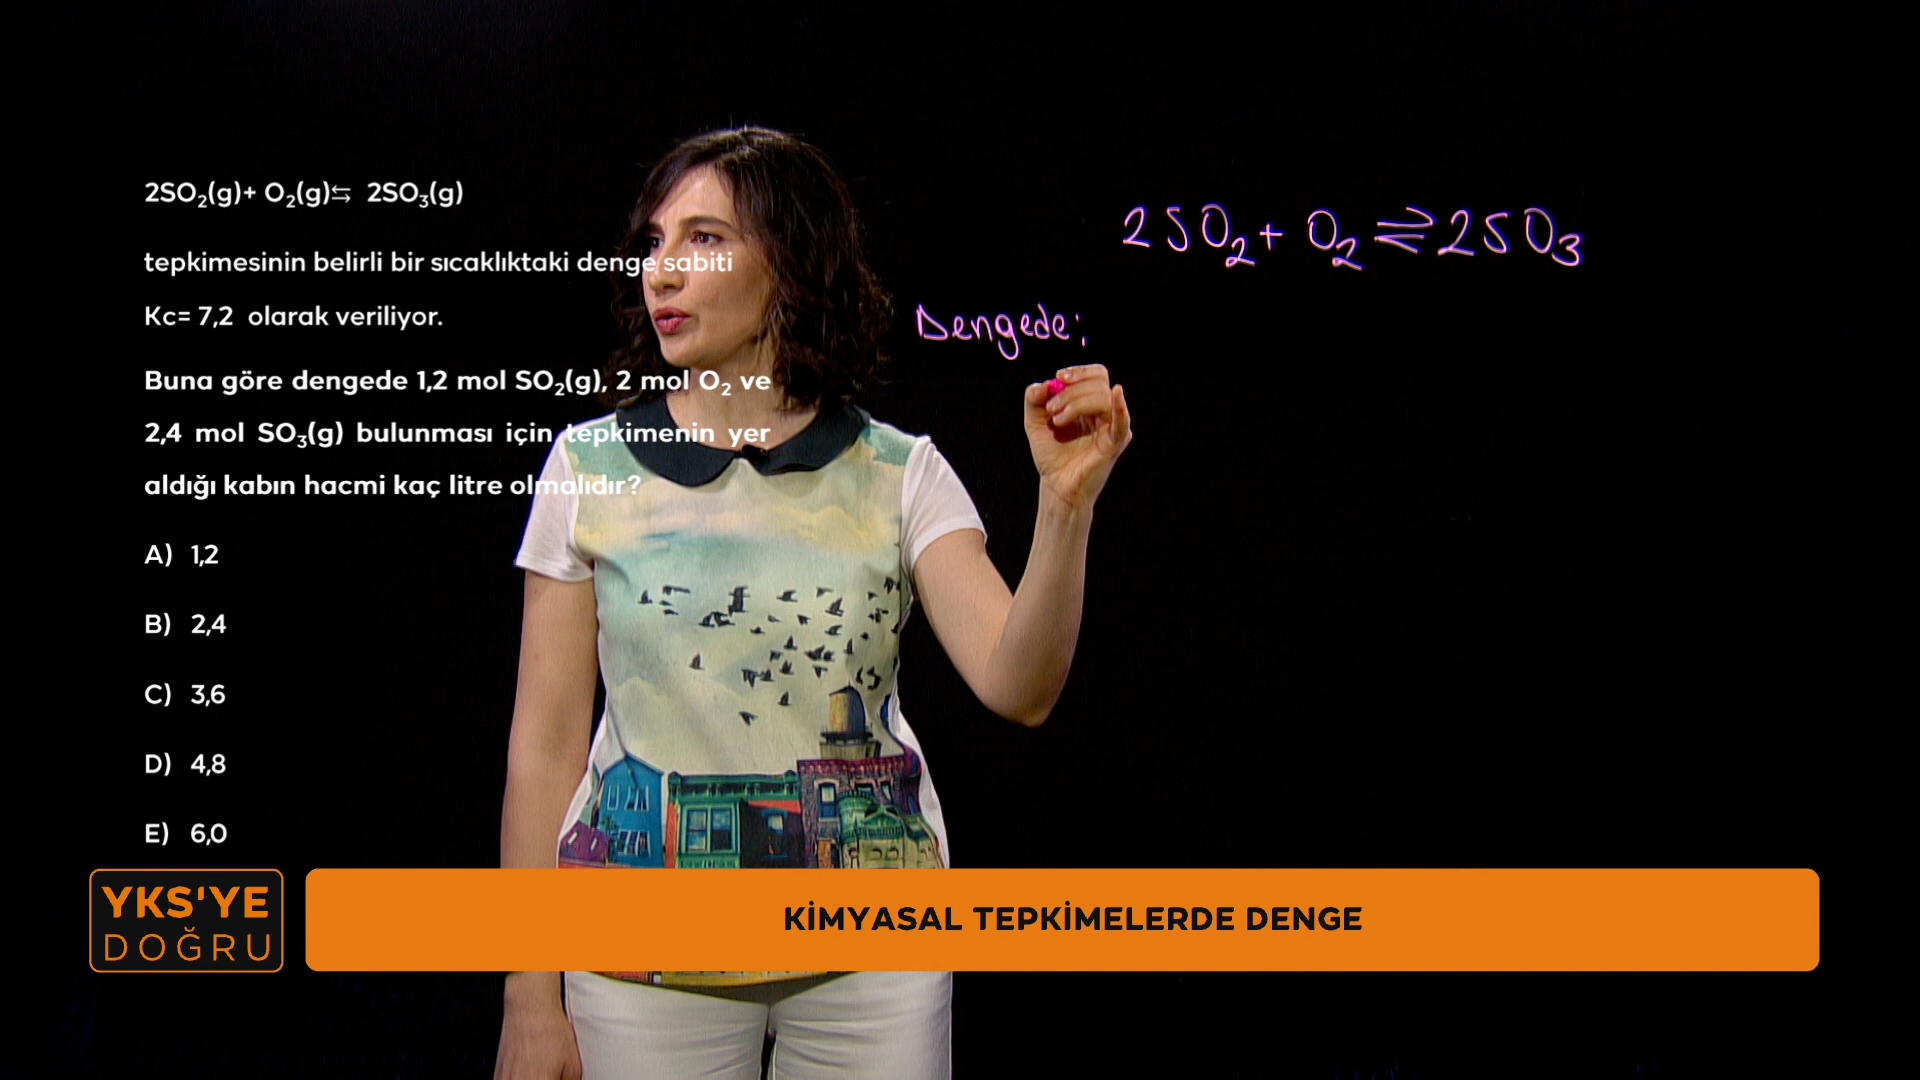 2SO₂(g)+ O₂(g)⇆ 2SO₃(g)
tepkimesinin belirli bir sıcaklıktaki denge sabiti
Kc= 7,2 olarak veriliyor.
Buna göre dengede 1,2 mol SO₂(g), 2 mol O₂ ve
2,4 mol SO₃(g) bulunması için tepkimenin yer
aldığı kabın hacmi kaç litre olmalıdır?
A) 1,2
B) 2,4
C) 3,6
D) 4,8
E) 6,0
2SO₂ + O₂ ⇌ 2SO₃
Dengede:
YKS'YE
DOĞRU
KİMYASAL TEPKİMELERDE DENGE